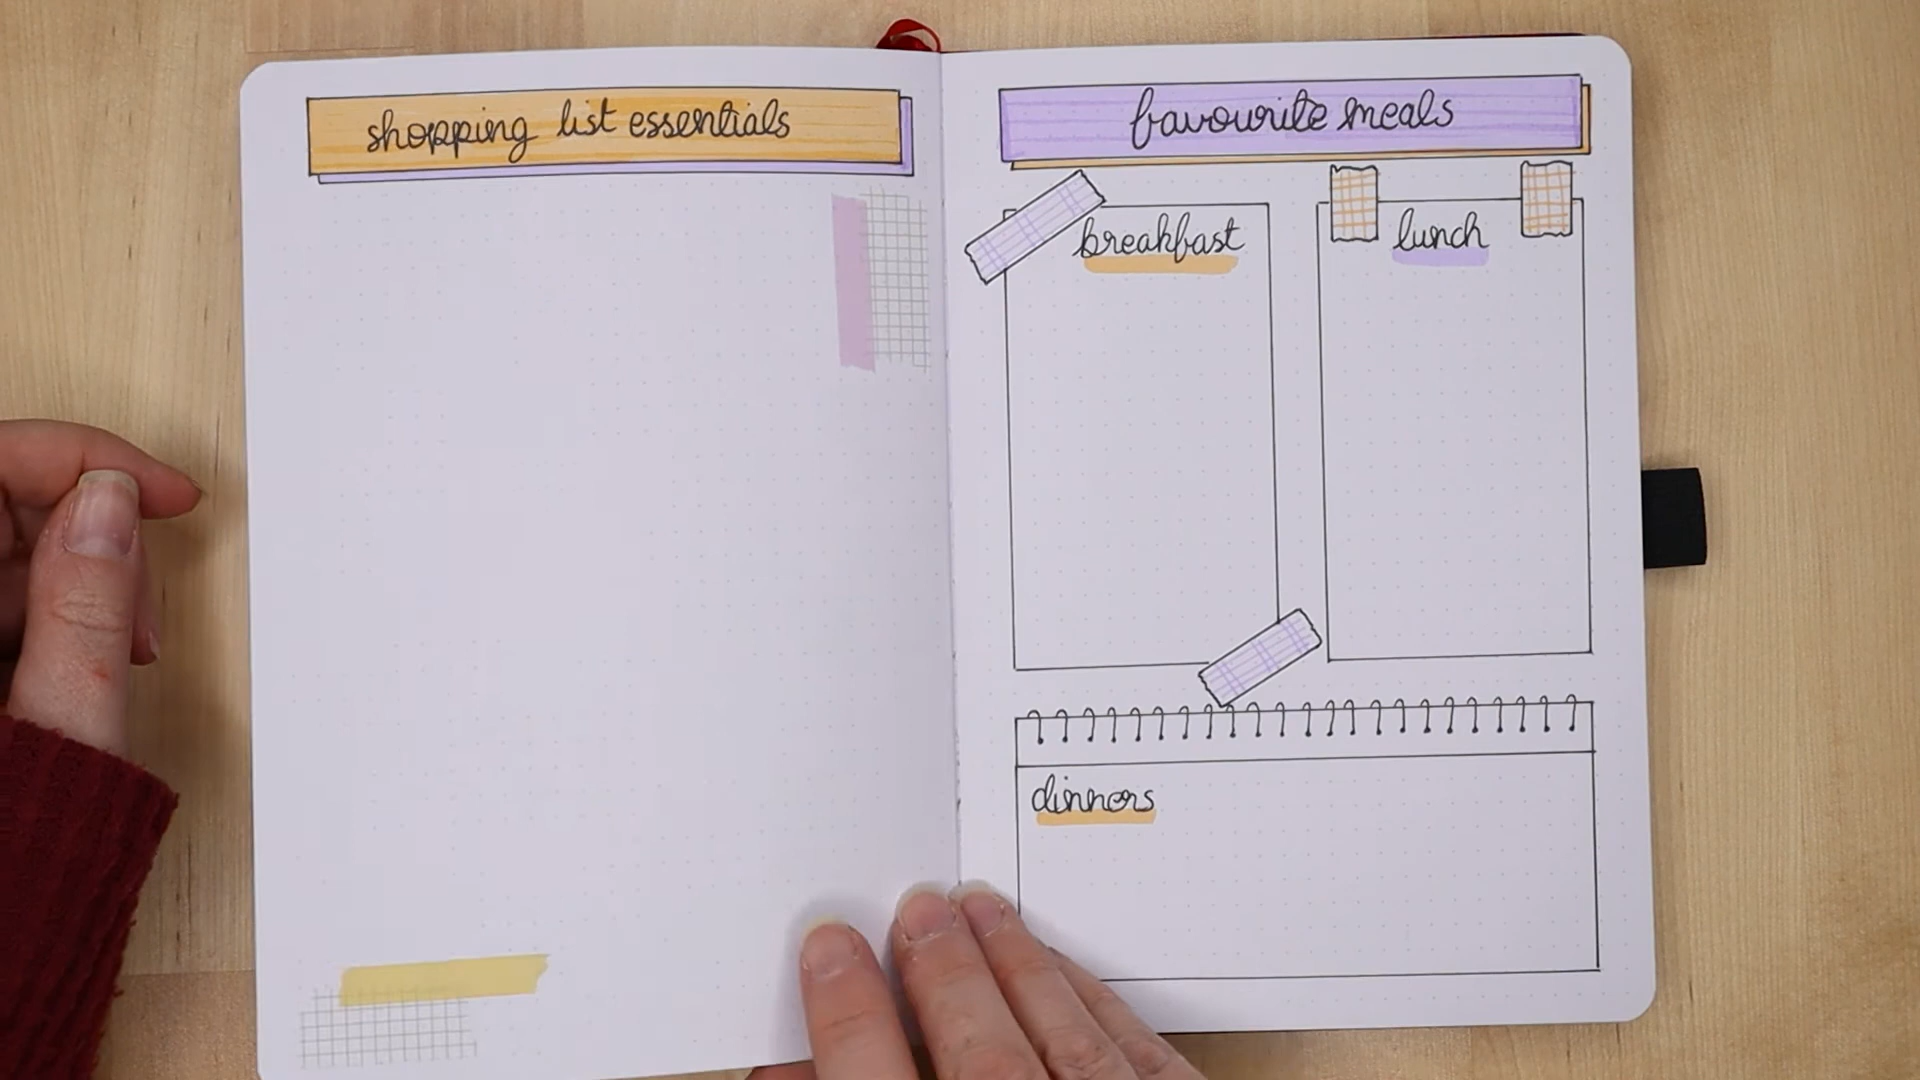 shopping list essentials
favourite meals
breakfast
lunch
dinners